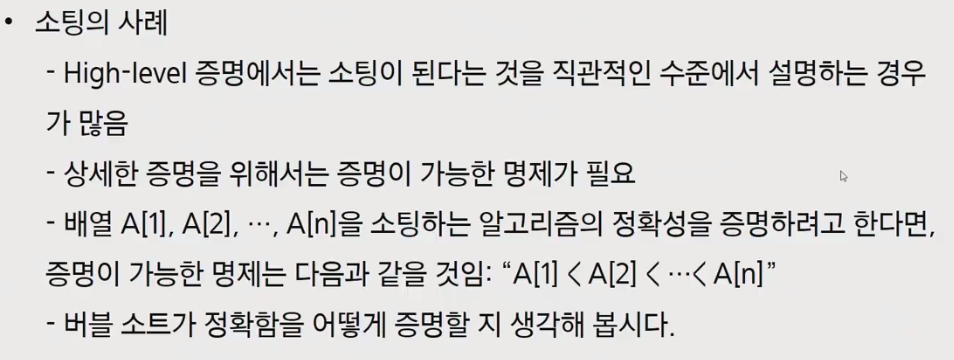 • 소팅의 사례
- High-level 증명에서는 소팅이 된다는 것을 직관적인 수준에서 설명하는 경우
가 많음
- 상세한 증명을 위해서는 증명이 가능한 명제가 필요
- 배열 A[1], A[2], …, A[n]을 소팅하는 알고리즘의 정확성을 증명하려고 한다면,
증명이 가능한 명제는 다음과 같을 것임: “A[1] < A[2] < …< A[n]”
- 버블 소트가 정확함을 어떻게 증명할 지 생각해 봅시다.